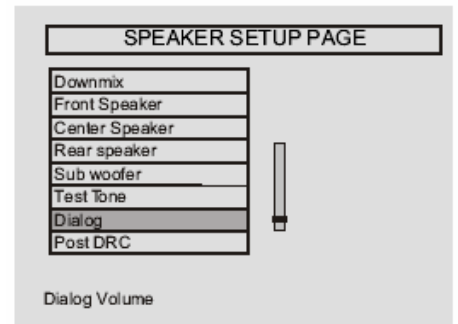 SPEAKER SETUP PAGE
Downmix
Front Speaker
Center Speaker
Rear speaker
Sub woofer
Test Tone
Dialog
Post DRC
Dialog Volume